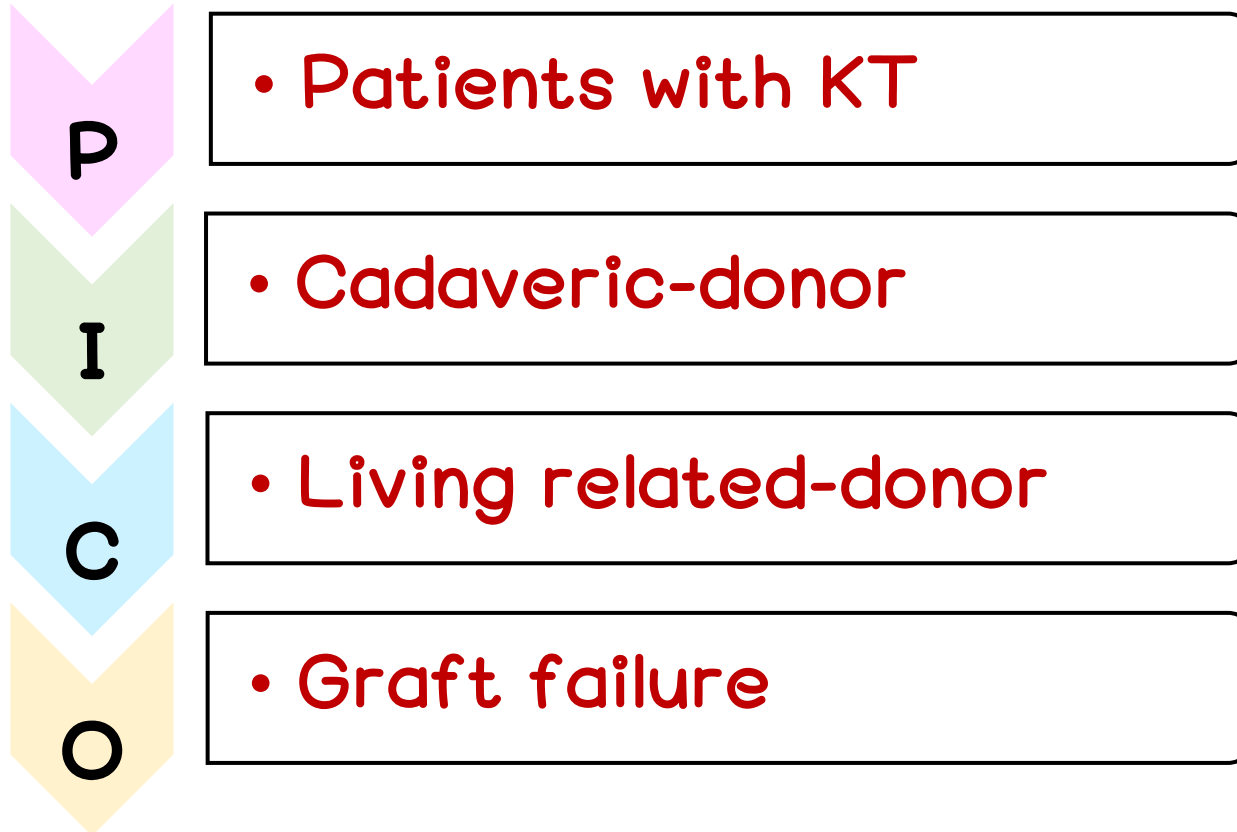 P
• Patients with KT
I
• Cadaveric-donor
C
• Living related-donor
O
• Graft failure